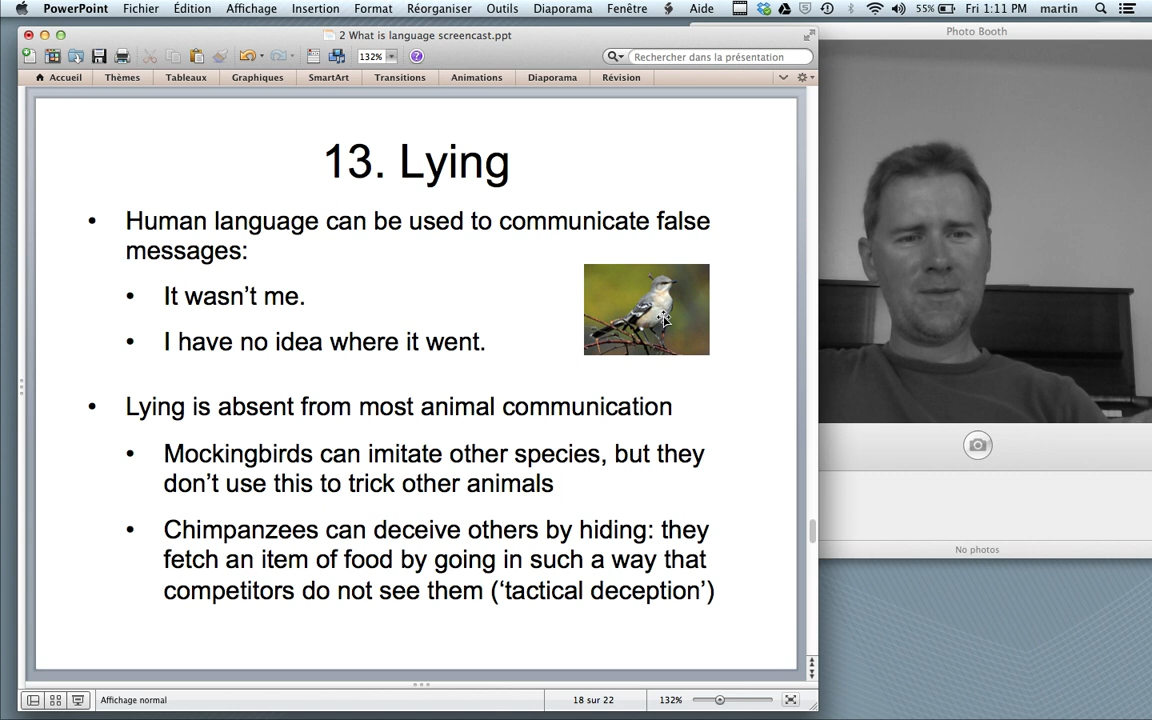 PowerPoint Fichier Édition Affichage Insertion Format Réorganiser Outils Diaporama Fenêtre Aide 55% Fri 1:11 PM martin
2 What is language screencast.ppt
132% Rechercher dans la présentation
Accueil Thèmes Tableaux Graphiques SmartArt Transitions Animations Diaporama Révision
13. Lying
• Human language can be used to communicate false
messages:
• It wasn’t me.
• I have no idea where it went.
• Lying is absent from most animal communication
• Mockingbirds can imitate other species, but they
don’t use this to trick other animals
• Chimpanzees can deceive others by hiding: they
fetch an item of food by going in such a way that
competitors do not see them (‘tactical deception’)
Affichage normal 18 sur 22 132%
Photo Booth
No photos